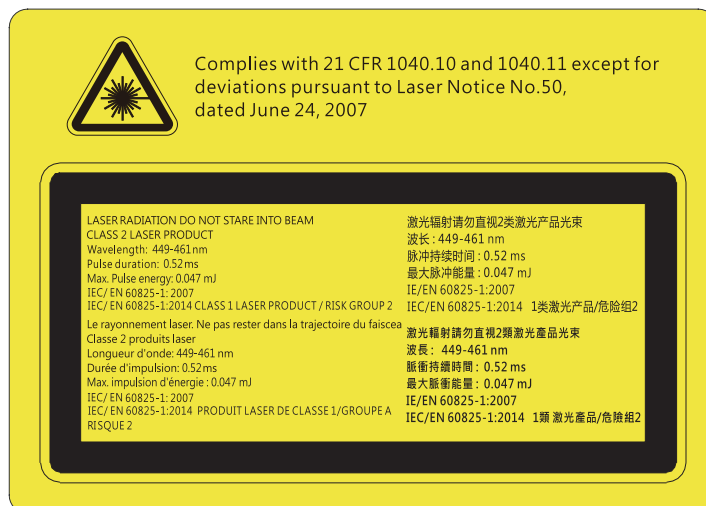 Complies with 21 CFR 1040.10 and 1040.11 except for
deviations pursuant to Laser Notice No.50,
dated June 24, 2007
LASER RADIATION DO NOT STARE INTO BEAM
CLASS 2 LASER PRODUCT
Wavelength: 449-461 nm
Pulse duration: 0.52 ms
Max. Pulse energy: 0.047 mJ
IEC/ EN 60825-1: 2007
IEC/ EN 60825-1:2014 CLASS 1 LASER PRODUCT / RISK GROUP 2
Le rayonnement laser. Ne pas rester dans la trajectoire du faiscea
Classe 2 produits laser
Longueur d'onde: 449-461 nm
Durée d'impulsion: 0.52 ms
Max. impulsion d'énergie : 0.047 mJ
IEC/ EN 60825-1: 2007
IEC/ EN 60825-1:2014 PRODUIT LASER DE CLASSE 1/GROUPE A
RISQUE 2
激光辐射请勿直视2类激光产品光束
波长 : 449-461 nm
脉冲持续时间 : 0.52 ms
最大脉冲能量 : 0.047 mJ
IE/EN 60825-1:2007
IEC/EN 60825-1:2014 1类激光产品/危险组2
激光輻射請勿直視2類激光產品光束
波長 : 449-461 nm
脈衝持續時間 : 0.52 ms
最大脈衝能量 : 0.047 mJ
IE/EN 60825-1:2007
IEC/EN 60825-1:2014 1類 激光產品/危險組2